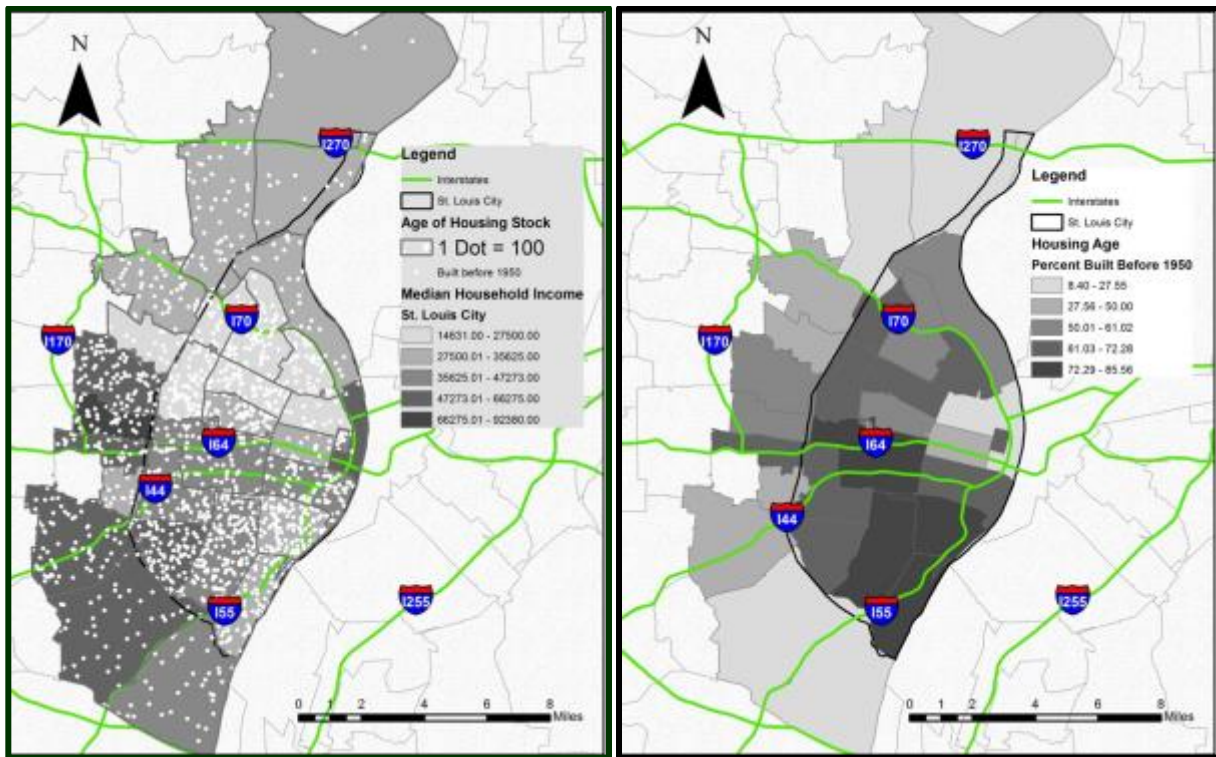 N
I270
Legend
Interstates
St. Louis City
Age of Housing Stock
1 Dot = 100
Built before 1950
Median Household Income
St. Louis City
14631.00 - 27500.00
27500.01 - 35625.00
35625.01 - 47273.00
47273.01 - 66275.00
66275.01 - 92380.00
I70
I170
I64
I44
I55
I255
0 1 2 4 6 8
Miles
N
I270
Legend
Interstates
St. Louis City
Housing Age
Percent Built Before 1950
8.40 - 27.55
27.56 - 50.00
50.01 - 61.02
61.03 - 72.28
72.29 - 85.56
I70
I170
I64
I44
I55
I255
0 1 2 4 6 8
Miles